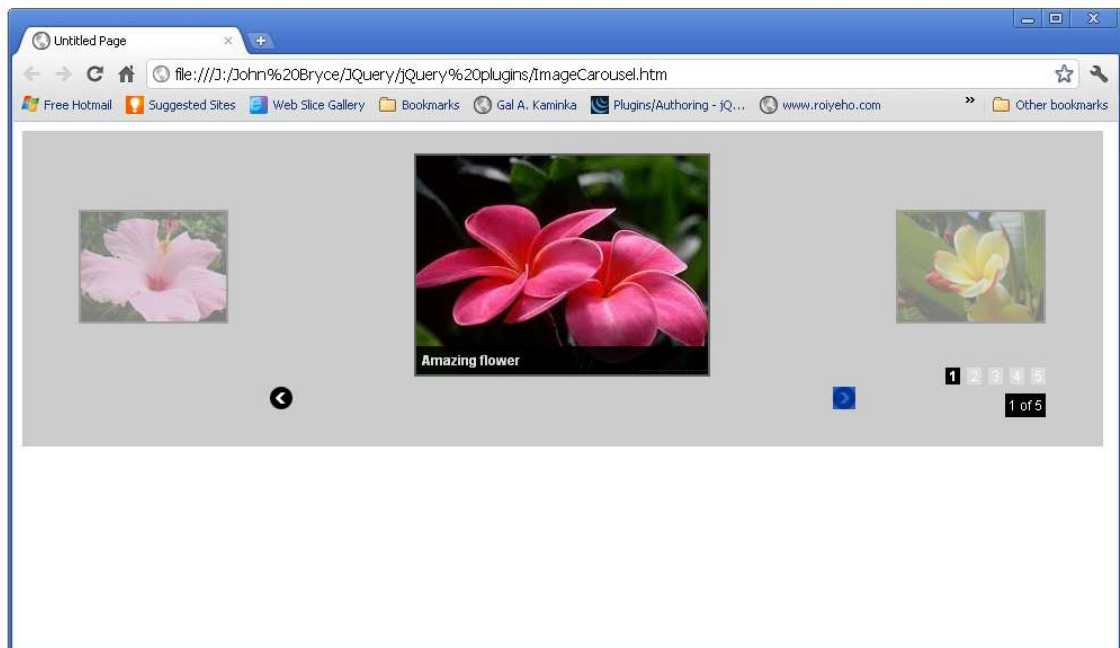 Untitled Page
file:///J:/John%20Bryce/JQuery/jQuery%20plugins/ImageCarousel.htm
Free Hotmail Suggested Sites Web Slice Gallery Bookmarks Gal A. Kaminka Plugins/Authoring - jQ... www.roiyeho.com » Other bookmarks
Amazing flower
1 2 3 4 5
1 of 5